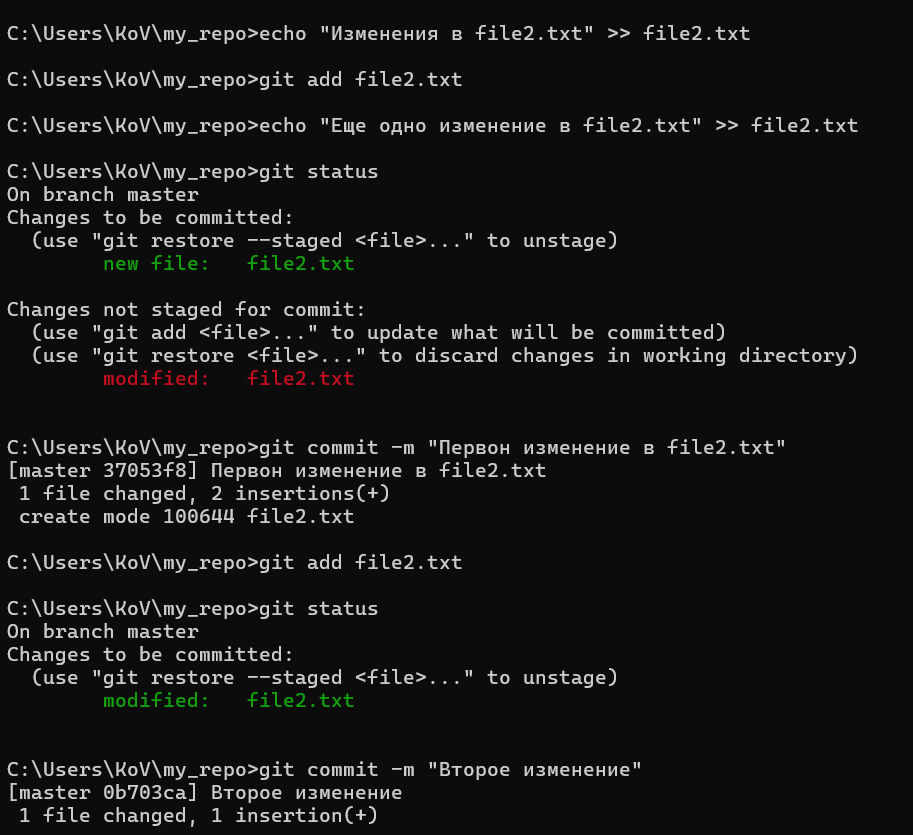 C:\Users\KoV\my_repo>echo "Изменения в file2.txt" >> file2.txt
C:\Users\KoV\my_repo>git add file2.txt
C:\Users\KoV\my_repo>echo "Еще одно изменение в file2.txt" >> file2.txt
C:\Users\KoV\my_repo>git status
On branch master
Changes to be committed:
  (use "git restore --staged <file>..." to unstage)
        new file:   file2.txt
Changes not staged for commit:
  (use "git add <file>..." to update what will be committed)
  (use "git restore <file>..." to discard changes in working directory)
        modified:   file2.txt
C:\Users\KoV\my_repo>git commit -m "Первон изменение в file2.txt"
[master 37053f8] Первон изменение в file2.txt
 1 file changed, 2 insertions(+)
 create mode 100644 file2.txt
C:\Users\KoV\my_repo>git add file2.txt
C:\Users\KoV\my_repo>git status
On branch master
Changes to be committed:
  (use "git restore --staged <file>..." to unstage)
        modified:   file2.txt
C:\Users\KoV\my_repo>git commit -m "Второе изменение"
[master 0b703ca] Второе изменение
 1 file changed, 1 insertion(+)